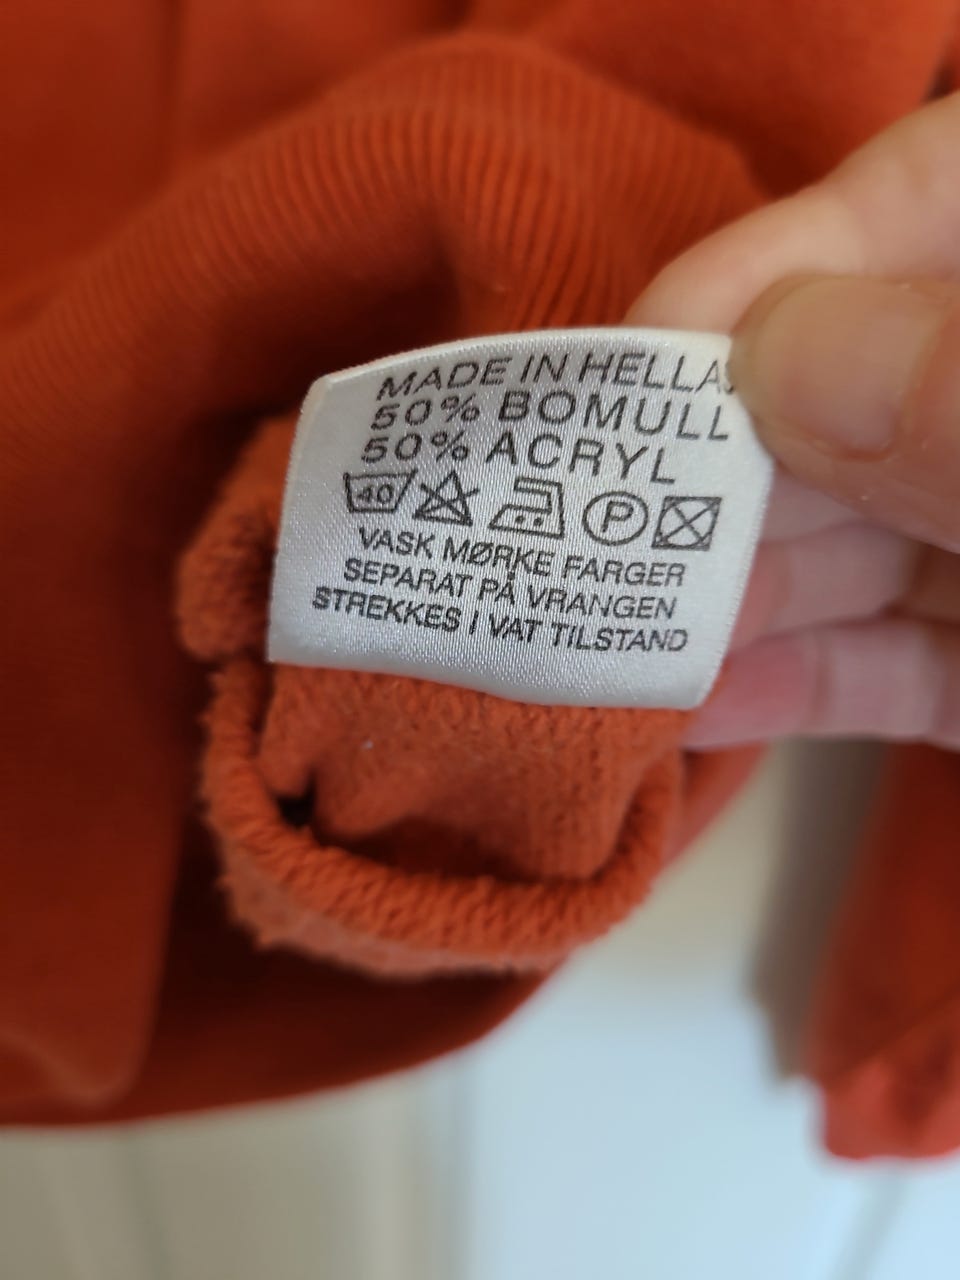 MADE IN HELLAS
50% BOMULL
50% ACRYL
40 P
VASK MØRKE FARGER
SEPARAT PÅ VRANGEN
STREKKES I VAT TILSTAND